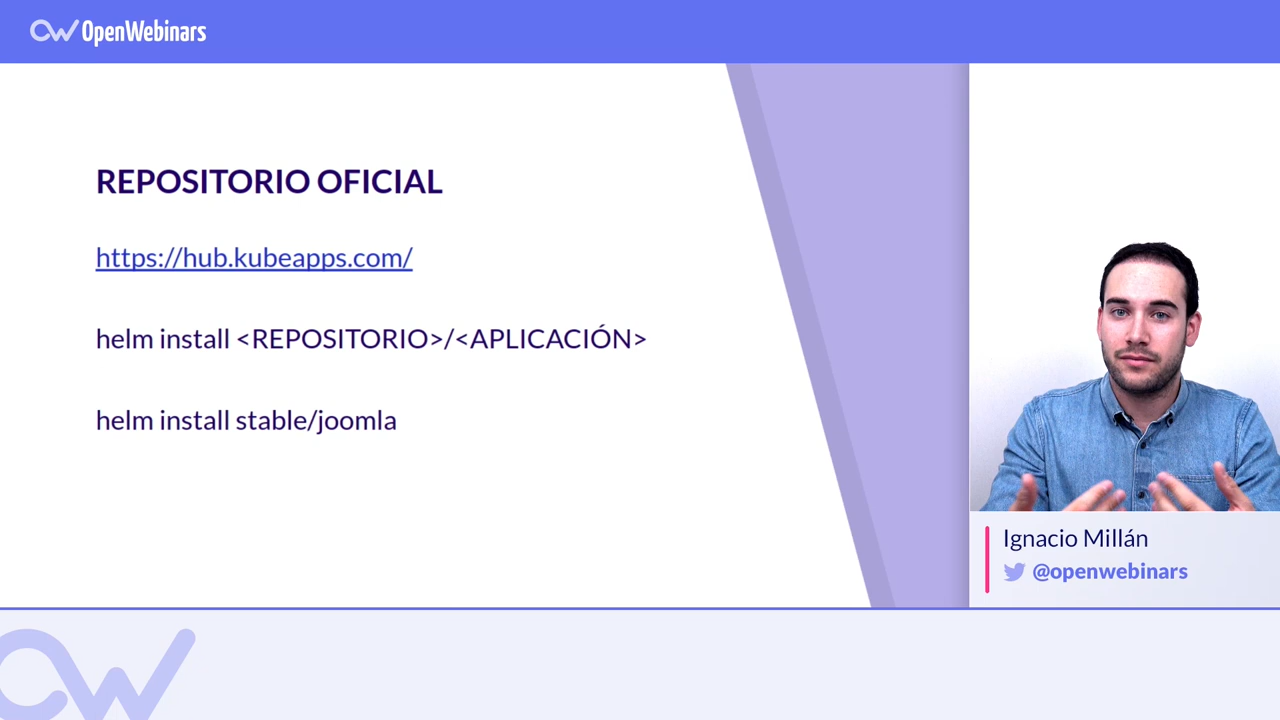 OpenWebinars
REPOSITORIO OFICIAL
https://hub.kubeapps.com/
helm install <REPOSITORIO>/<APLICACIÓN>
helm install stable/joomla
Ignacio Millán
@openwebinars